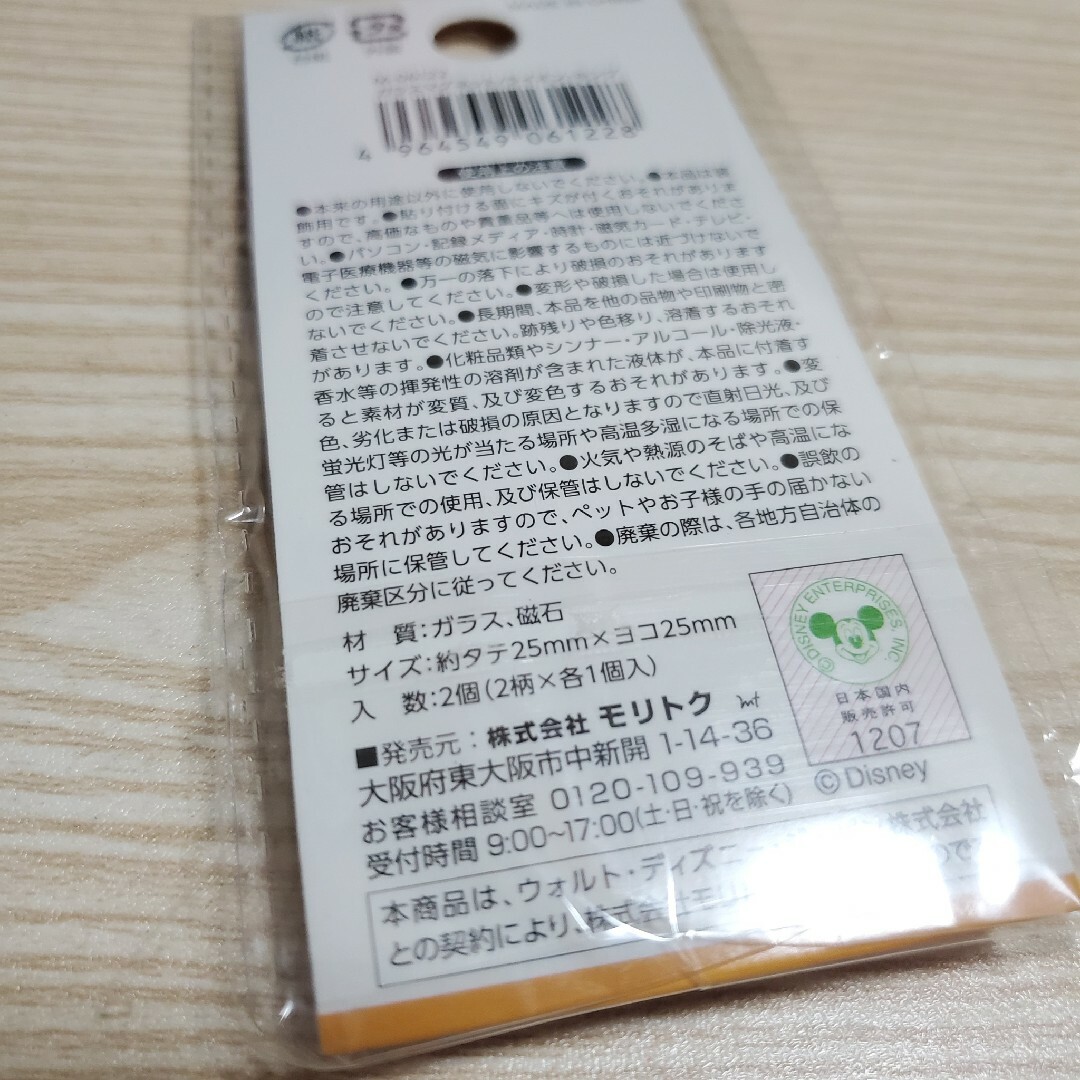 4 964549 061228
使用上の注意
●本来の用途以外に使用しないでください。●本品は装
飾用です。●貼り付ける面にキズが付くおそれがありま
すので、高価なものや貴重品等へは使用しないでくださ
い。●パソコン・記録メディア・時計・磁気カード・テレビ・
電子医療機器等の磁気に影響するものには近づけないで
ください。●万一の落下により破損のおそれがあります
ので注意してください。●変形や破損した場合は使用し
ないでください。●長期間、本品を他の品物や印刷物と密
着させないでください。跡残りや色移り、溶着するおそれ
があります。●化粧品類やシンナー・アルコール・除光液・
香水等の揮発性の溶剤が含まれた液体が、本品に付着す
ると素材が変質、及び変色するおそれがあります。●変
色、劣化または破損の原因となりますので直射日光、及び
蛍光灯等の光が当たる場所や高温多湿になる場所での保
管はしないでください。●火気や熱源のそばや高温にな
る場所での使用、及び保管はしないでください。●誤飲の
おそれがありますので、ペットやお子様の手の届かない
場所に保管してください。●廃棄の際は、各地方自治体の
廃棄区分に従ってください。
材 質:ガラス、磁石
サイズ:約タテ25mm×ヨコ25mm
入 数:2個(2柄×各1個入)
■発売元:株式会社 モリトク mt
大阪府東大阪市中新開 1-14-36
お客様相談室 0120-109-939
受付時間 9:00~17:00(土・日・祝を除く)
©DISNEY ENTERPRISES, INC.
日本国内
販売許可
1207
©Disney
本商品は、ウォルト・ディズニ 株式会社
との契約により、株式会社モリ